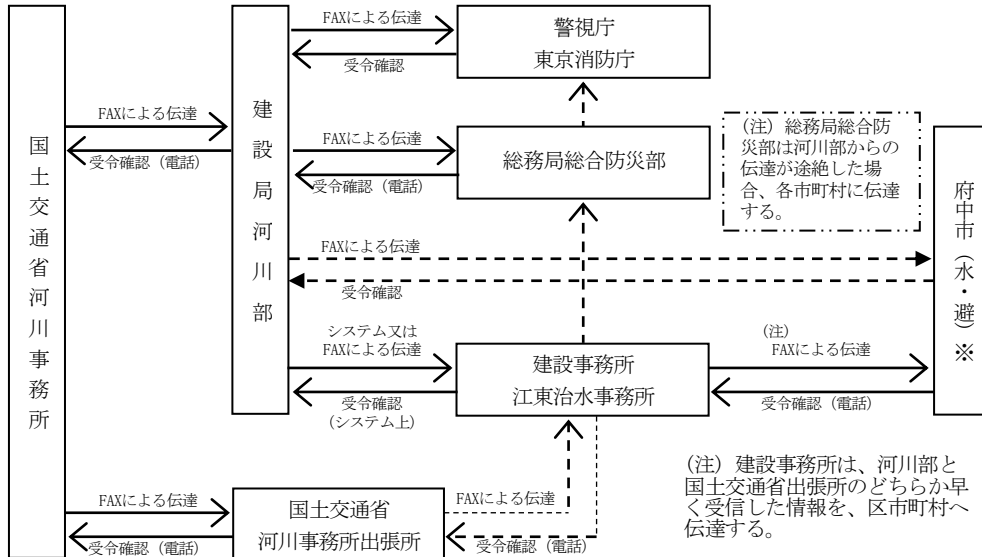 国土交通省河川事務所
FAXによる伝達
受令確認（電話）
建設局河川部
FAXによる伝達
受令確認
警視庁
東京消防庁
FAXによる伝達
受令確認（電話）
総務局総合防災部
（注）総務局総合防
災部は河川部からの
伝達が途絶した場
合、各市町村に伝達
する。
府中市（水・避）※
FAXによる伝達
受令確認
システム又は
FAXによる伝達
受令確認
（システム上）
建設事務所
江東治水事務所
（注）
FAXによる伝達
受令確認（電話）
（注）建設事務所は、河川部と
国土交通省出張所のどちらか早
く受信した情報を、区市町村へ
伝達する。
FAXによる伝達
受令確認（電話）
国土交通省
河川事務所出張所
FAXによる伝達
受令確認（電話）